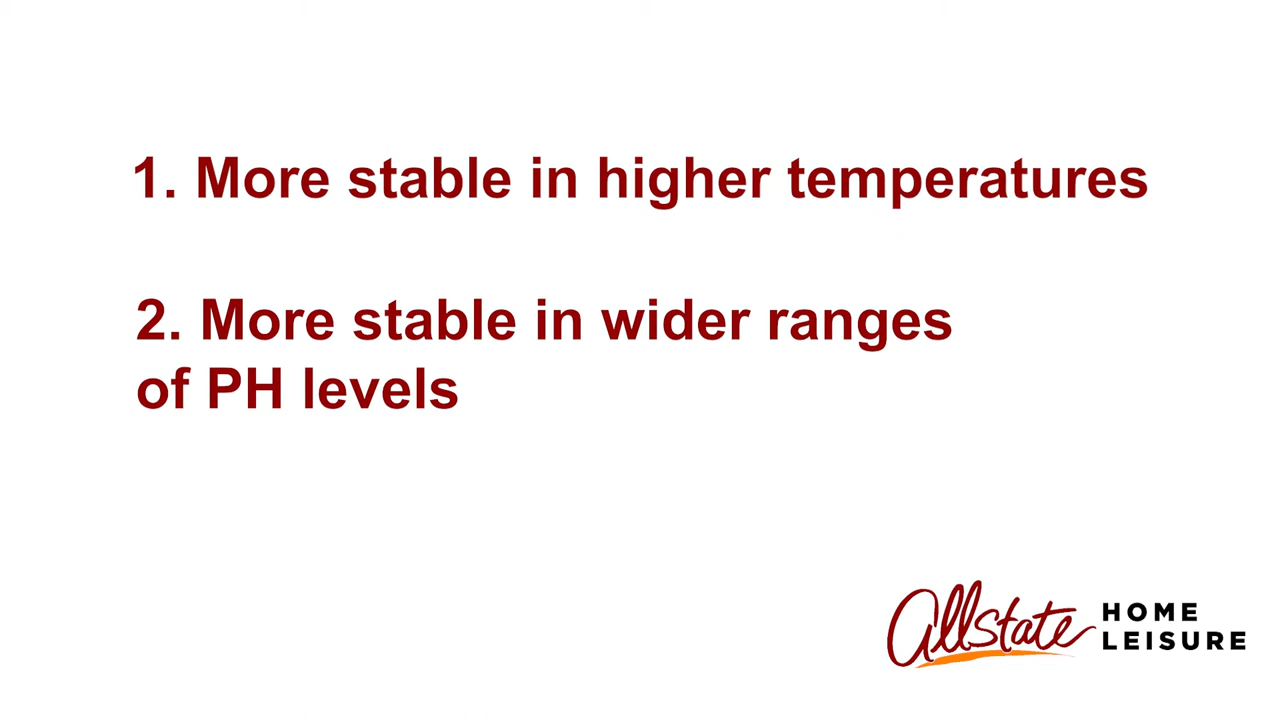 1. More stable in higher temperatures
2. More stable in wider ranges
of PH levels
Allstate HOME
LEISURE